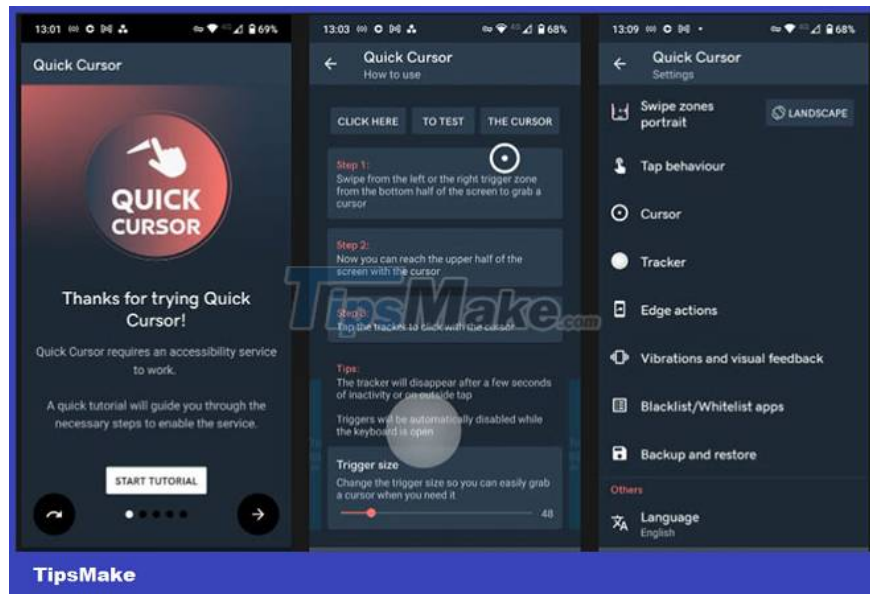 13:01
4G
69%
Quick Cursor
QUICK
CURSOR
Thanks for trying Quick
Cursor!
Quick Cursor requires an accessibility service
to work.
A quick tutorial will guide you through the
necessary steps to enable the service.
START TUTORIAL
13:03
4G
68%
Quick Cursor
How to use
CLICK HERE
TO TEST
THE CURSOR
Step 1:
Swipe from the left or the right trigger zone
from the bottom half of the screen to grab a
cursor
Step 2:
Now you can reach the upper half of the
screen with the cursor
Step 3:
Tap the tracker to click with the cursor
Tips:
The tracker will disappear after a few seconds
of inactivity or on outside tap
Triggers will be automatically disabled while
the keyboard is open
Trigger size
Change the trigger size so you can easily grab
a cursor when you need it
48
13:09
4G
68%
Quick Cursor
Settings
Swipe zones
portrait
LANDSCAPE
Tap behaviour
Cursor
Tracker
Edge actions
Vibrations and visual feedback
Blacklist/Whitelist apps
Backup and restore
Others
Language
English
TipsMake.com
TipsMake